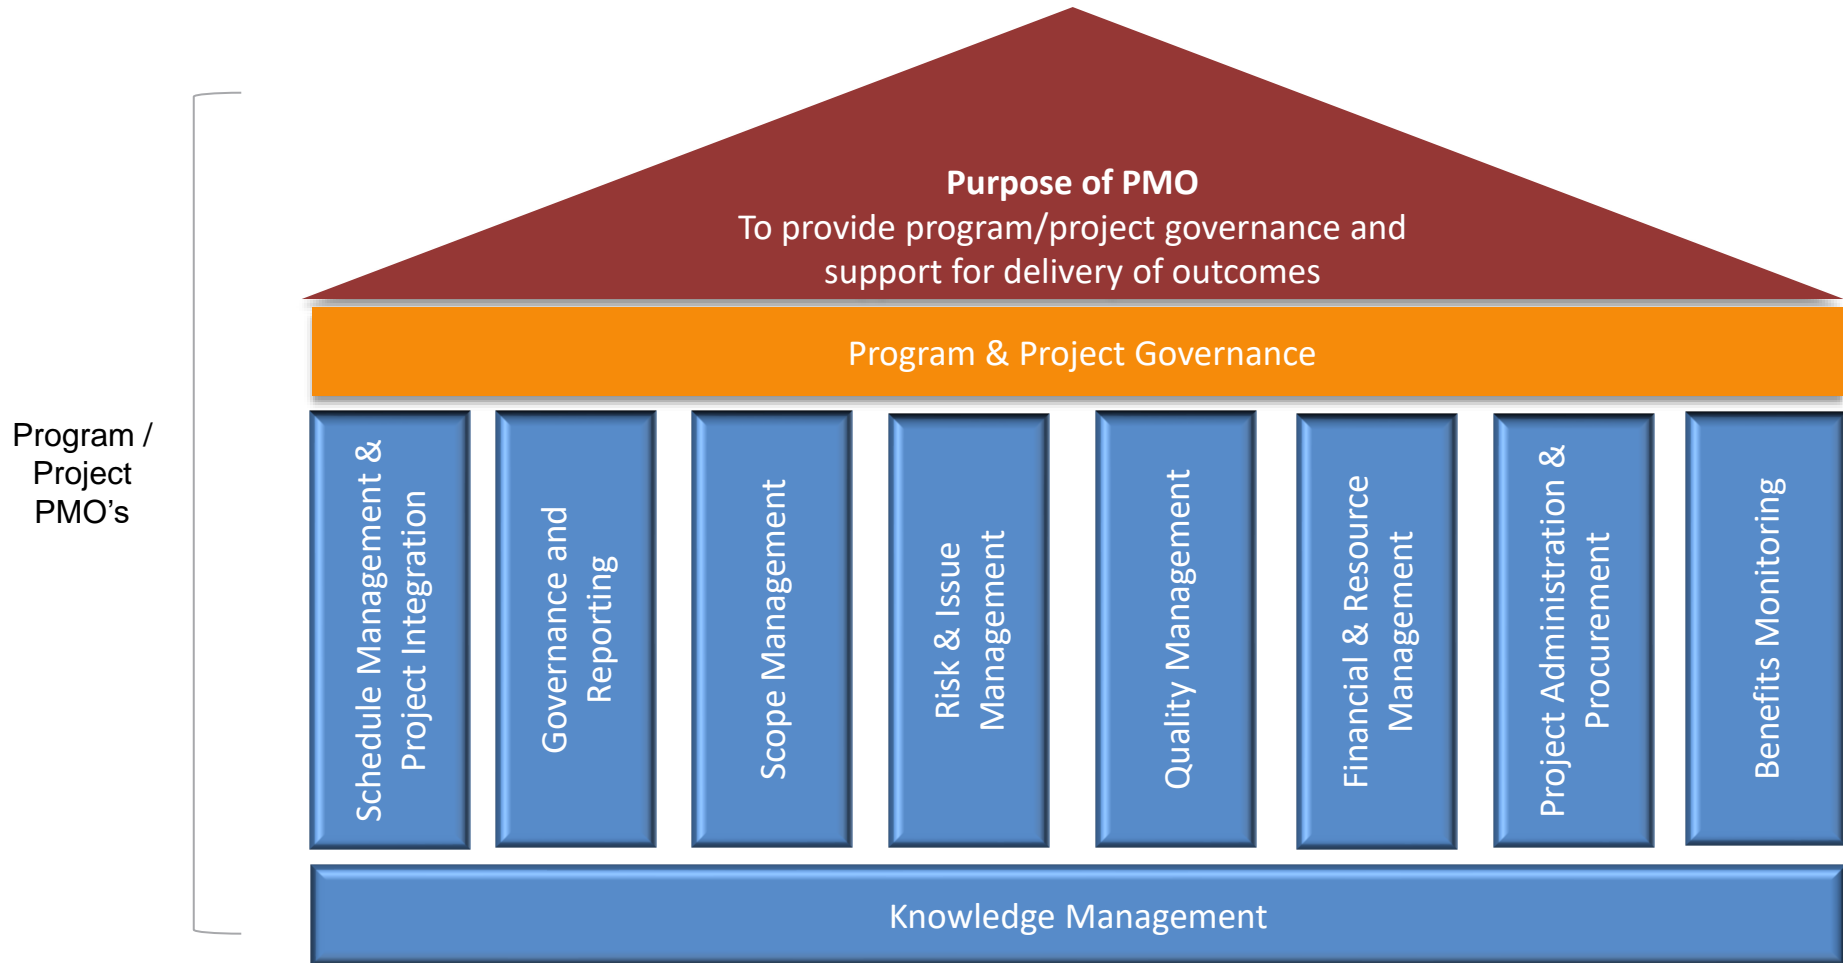 Purpose of PMO
To provide program/project governance and
support for delivery of outcomes
Program & Project Governance
Program /
Project
PMO’s
Schedule Management &
Project Integration
Governance and
Reporting
Scope Management
Risk & Issue
Management
Quality Management
Financial & Resource
Management
Project Administration &
Procurement
Benefits Monitoring
Knowledge Management